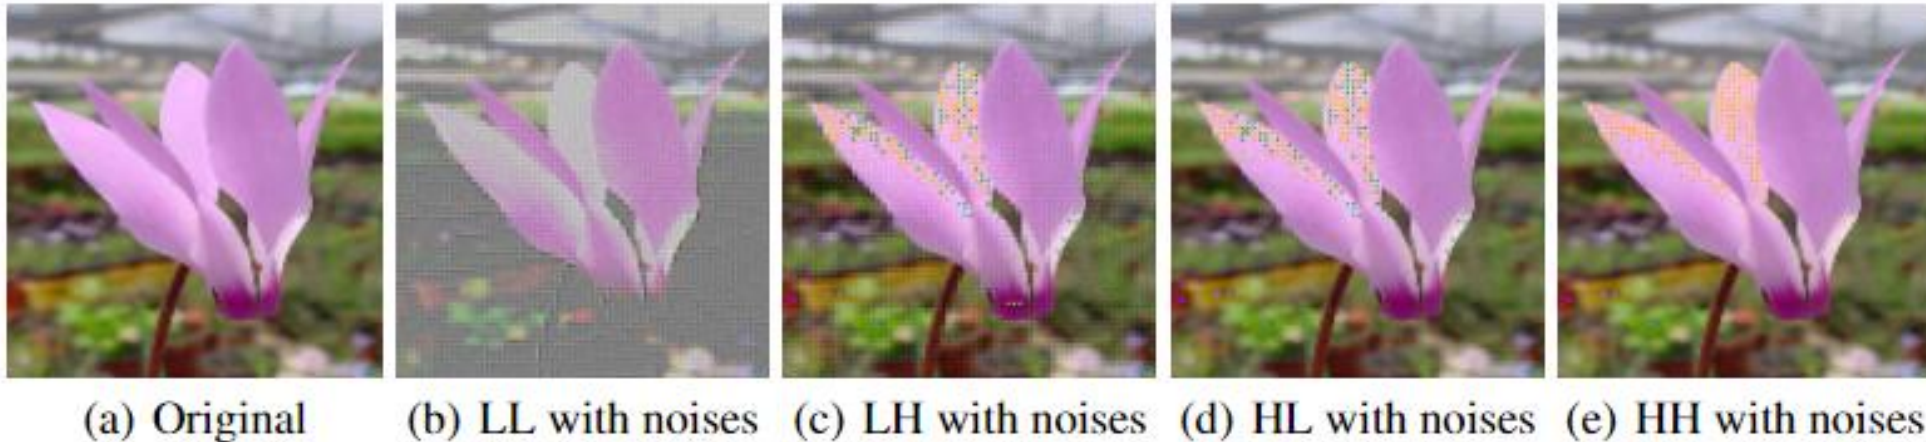 (a) Original (b) LL with noises (c) LH with noises (d) HL with noises (e) HH with noises